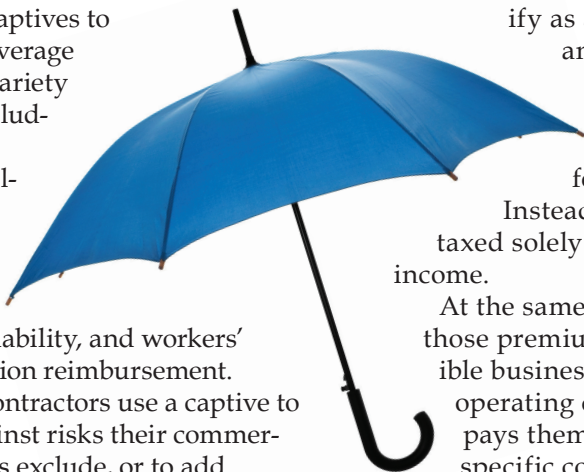 aptives to
verage
ariety
lud-
l-
ability, and workers’
ion reimbursement.
ontractors use a captive to
inst risks their commer-
s exclude, or to add
ify as
an
fe
Instead
taxed solely
income.
At the same
those premiu
ible business
operating e
pays them
specific co